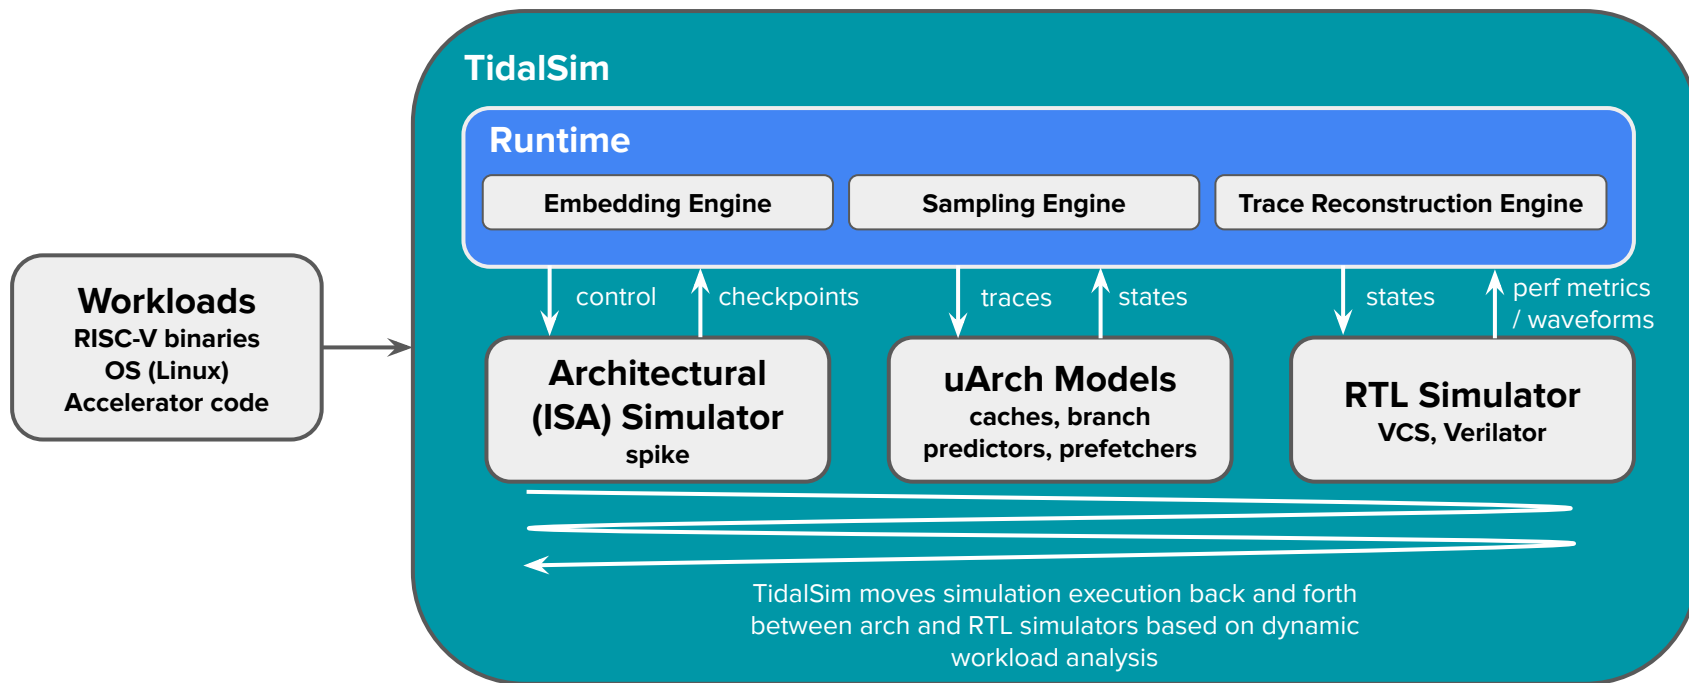 TidalSim
Runtime
Embedding Engine
Sampling Engine
Trace Reconstruction Engine
Workloads
RISC-V binaries
OS (Linux)
Accelerator code
control
checkpoints
traces
states
states
perf metrics
/ waveforms
Architectural
(ISA) Simulator
spike
uArch Models
caches, branch
predictors, prefetchers
RTL Simulator
VCS, Verilator
TidalSim moves simulation execution back and forth
between arch and RTL simulators based on dynamic
workload analysis